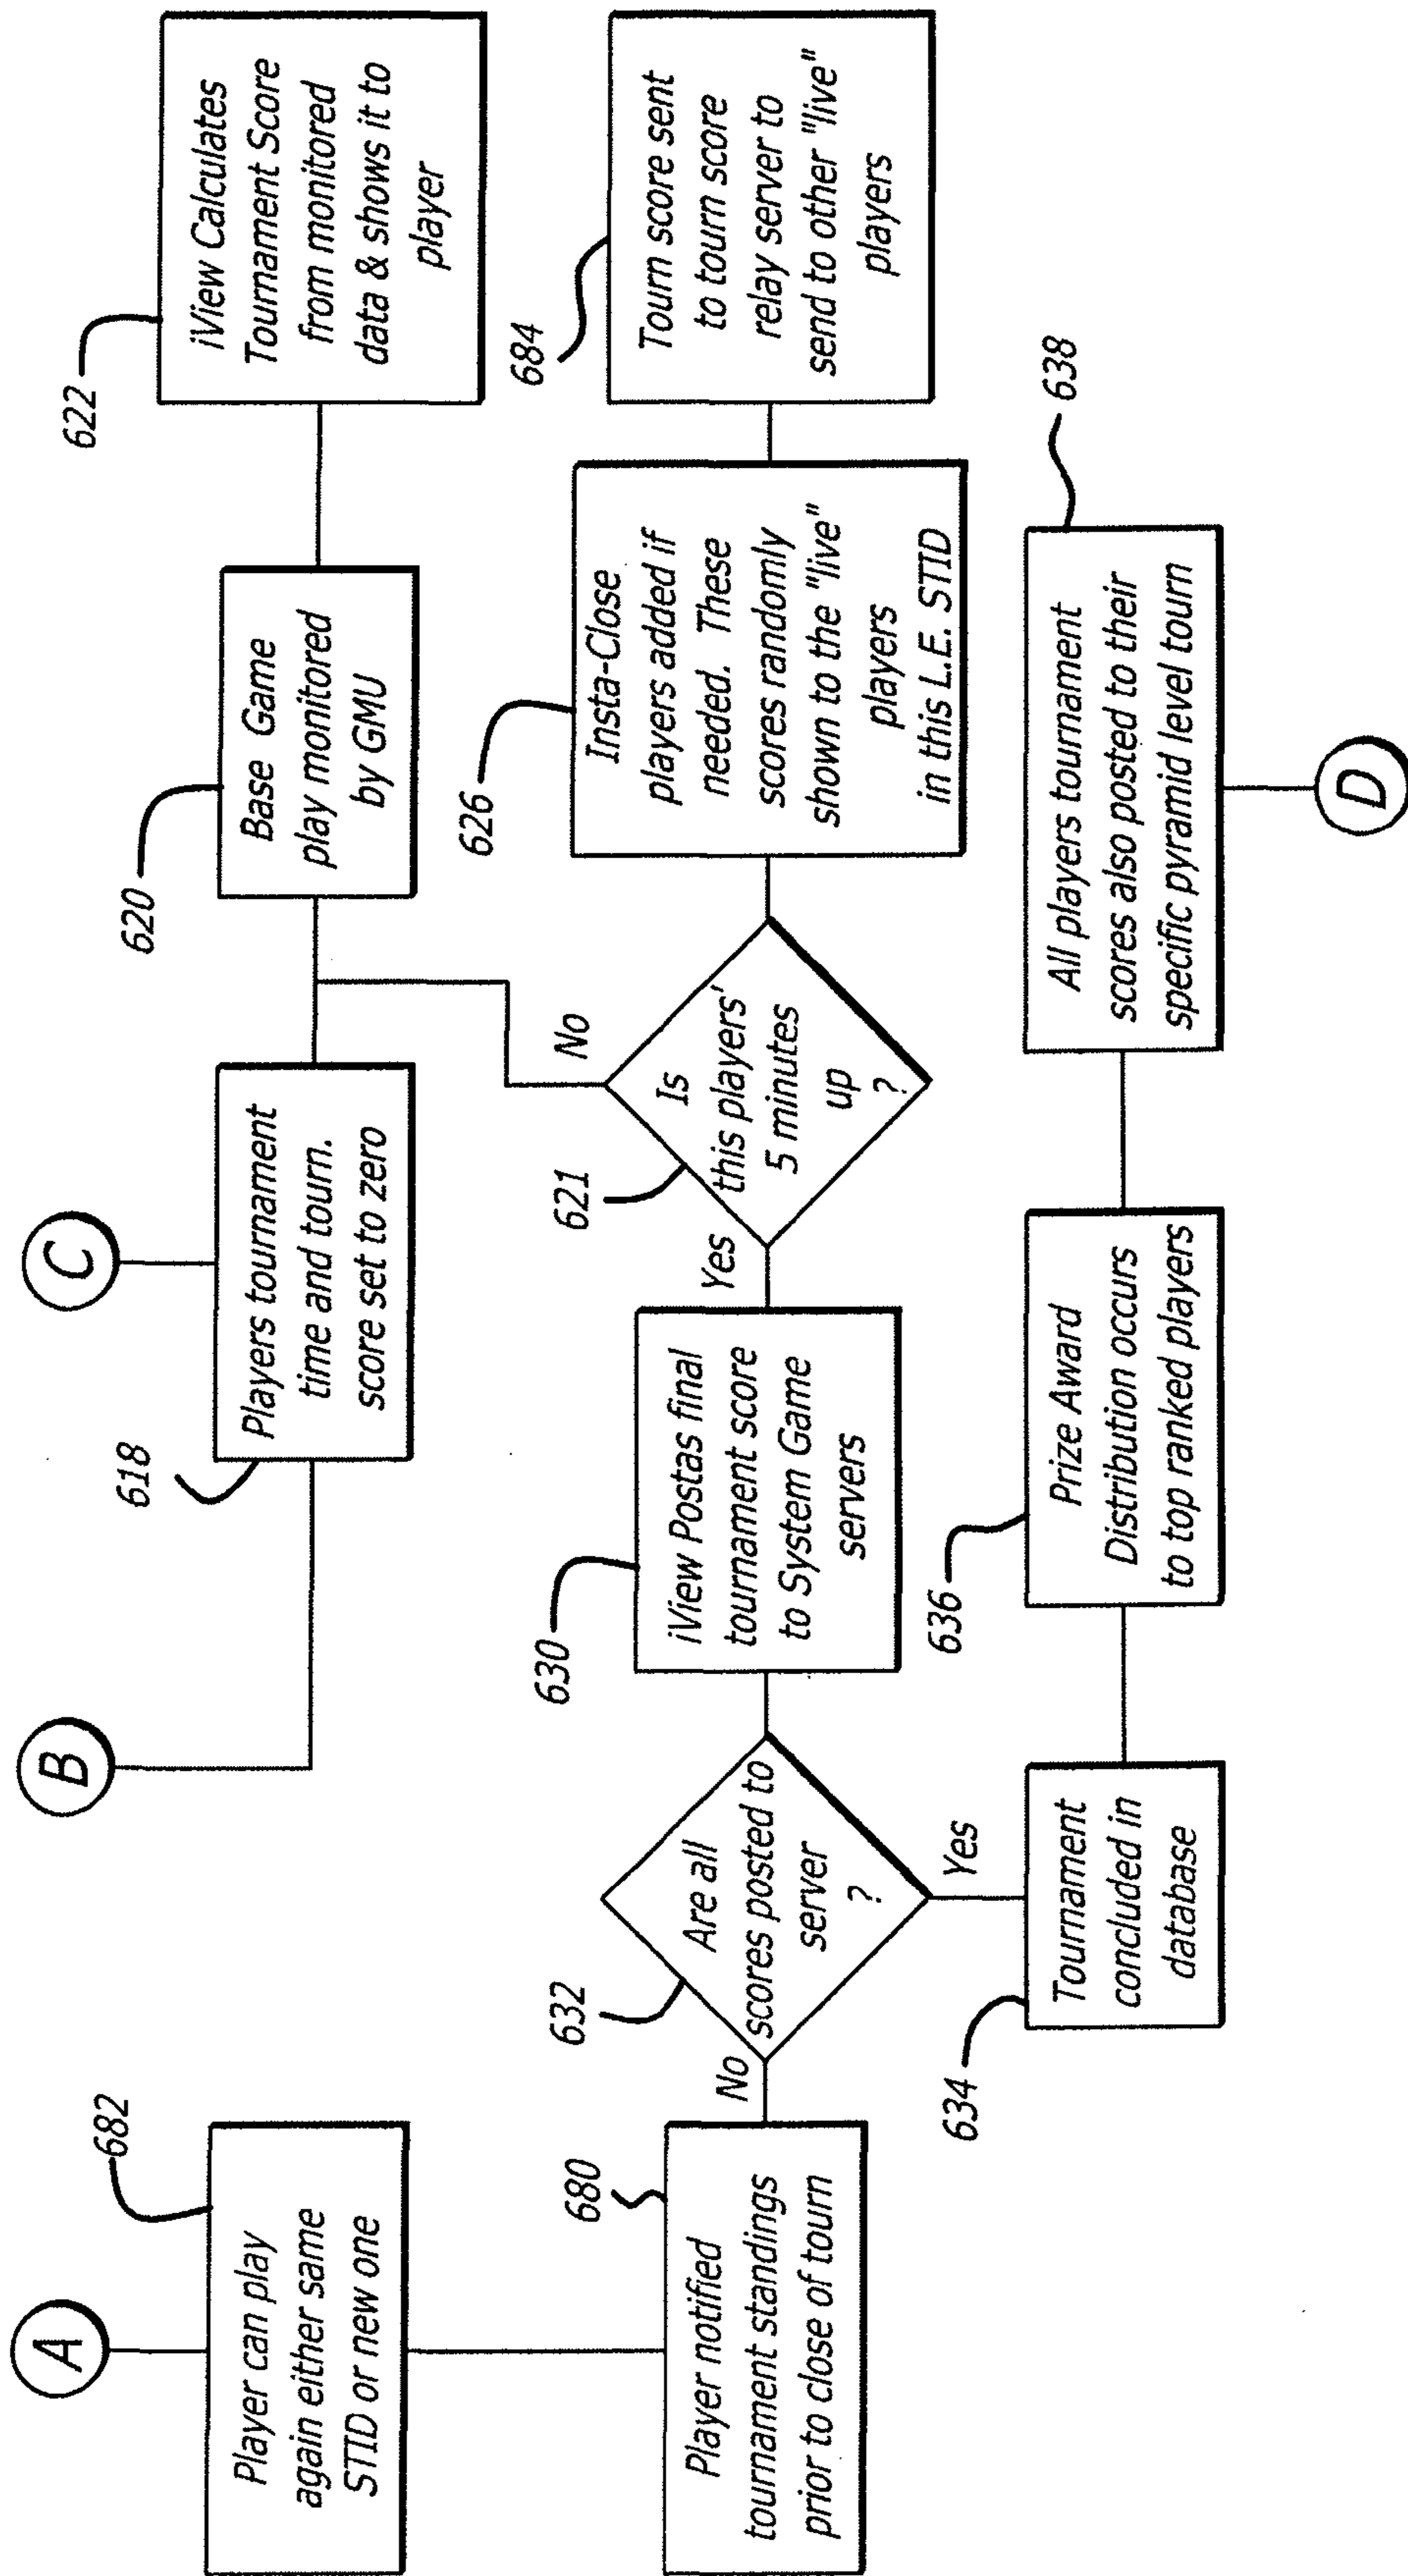 A
B
C
682
Player can play
again either same
STID or new one
618
Players tournament
time and tourn.
score set to zero
620
Base Game
play monitored
by GMU
622
iView Calculates
Tournament Score
from monitored
data & shows it to
player
680
Player notified
tournament standings
prior to close of tourn
No
632
Are all
scores posted to
server
?
Yes
630
iView Postas final
tournament score
to System Game
servers
Yes
621
Is
this players'
5 minutes
up
?
No
626
Insta-Close
players added if
needed. These
scores randomly
shown to the "live"
players
in this L.E. STID
684
Tourn score sent
to tourn score
relay server to
send to other "live"
players
634
Tournament
concluded in
database
636
Prize Award
Distribution occurs
to top ranked players
638
All players tournament
scores also posted to their
specific pyramid level tourn
D